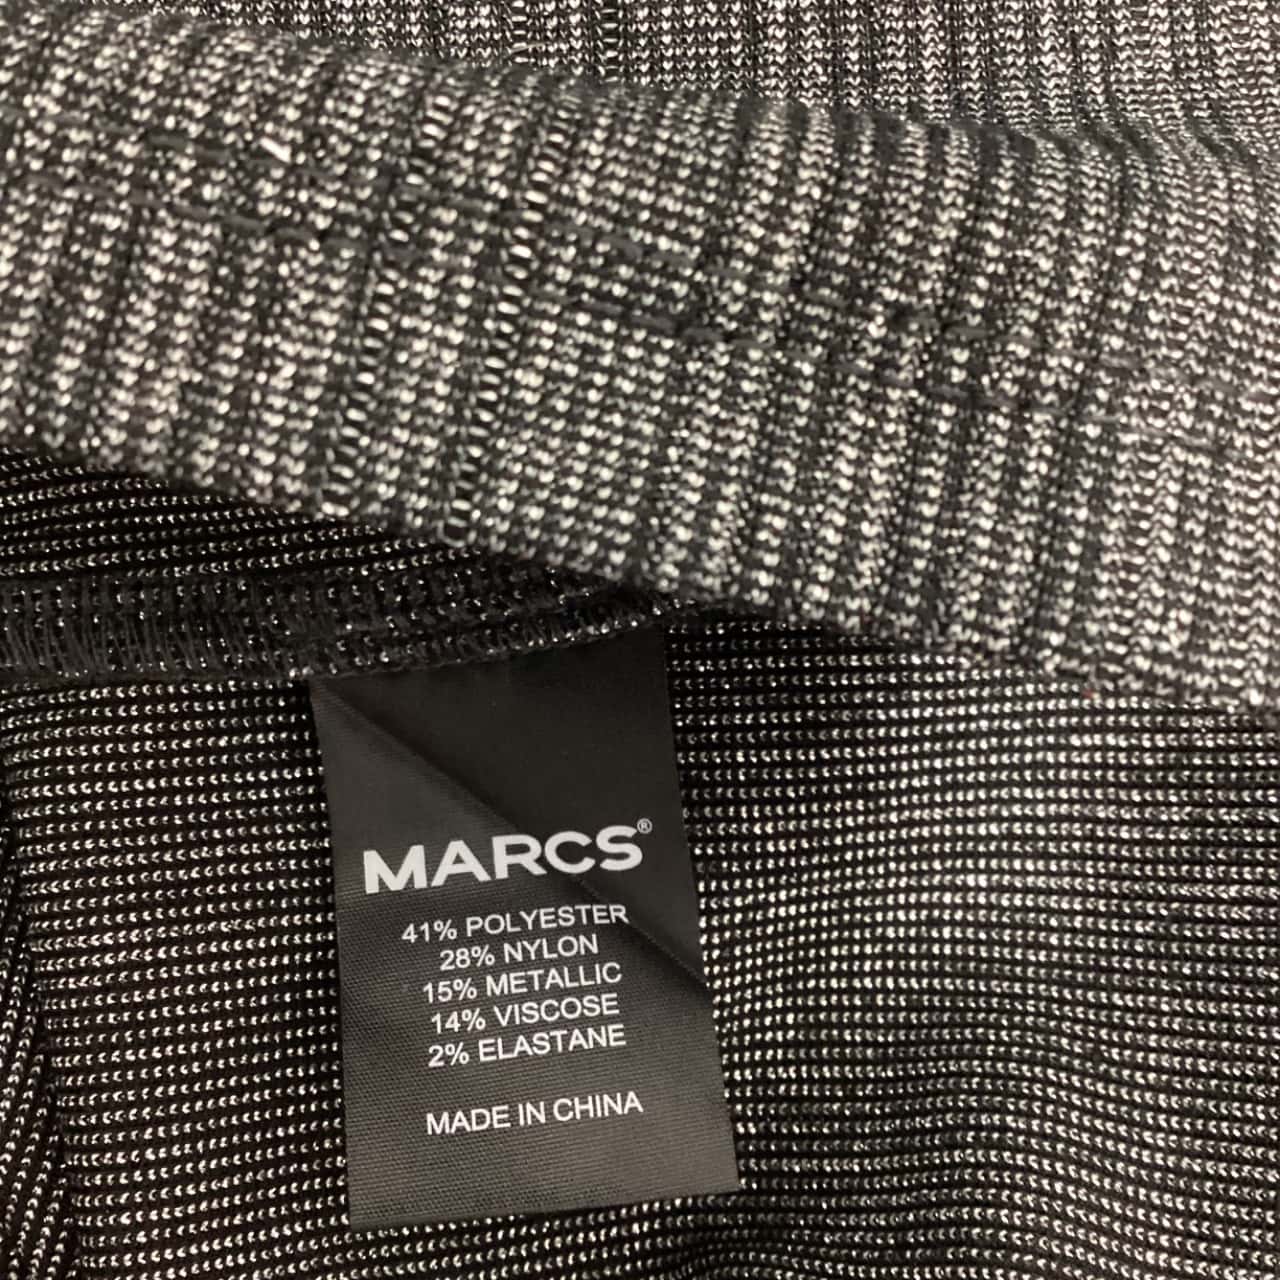 MARCS®
41% POLYESTER
28% NYLON
15% METALLIC
14% VISCOSE
2% ELASTANE
MADE IN CHINA